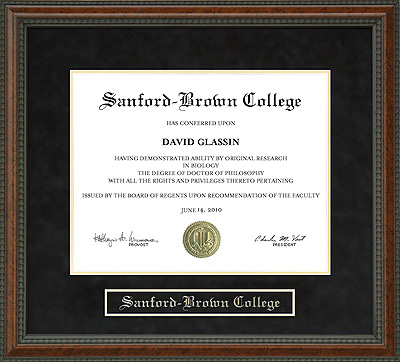 Sanford-Brown College
HAS CONFERRED UPON
DAVID GLASSIN
HAVING DEMONSTRATED ABILITY BY ORIGINAL RESEARCH
IN BIOLOGY
THE DEGREE OF DOCTOR OF PHILOSOPHY
WITH ALL THE RIGHTS AND PRIVILEGES THERETO PERTAINING
ISSUED BY THE BOARD OF REGENTS UPON RECOMMENDATION OF THE FACULTY
JUNE 14, 2010
PROVOST
PRESIDENT
Sanford-Brown College